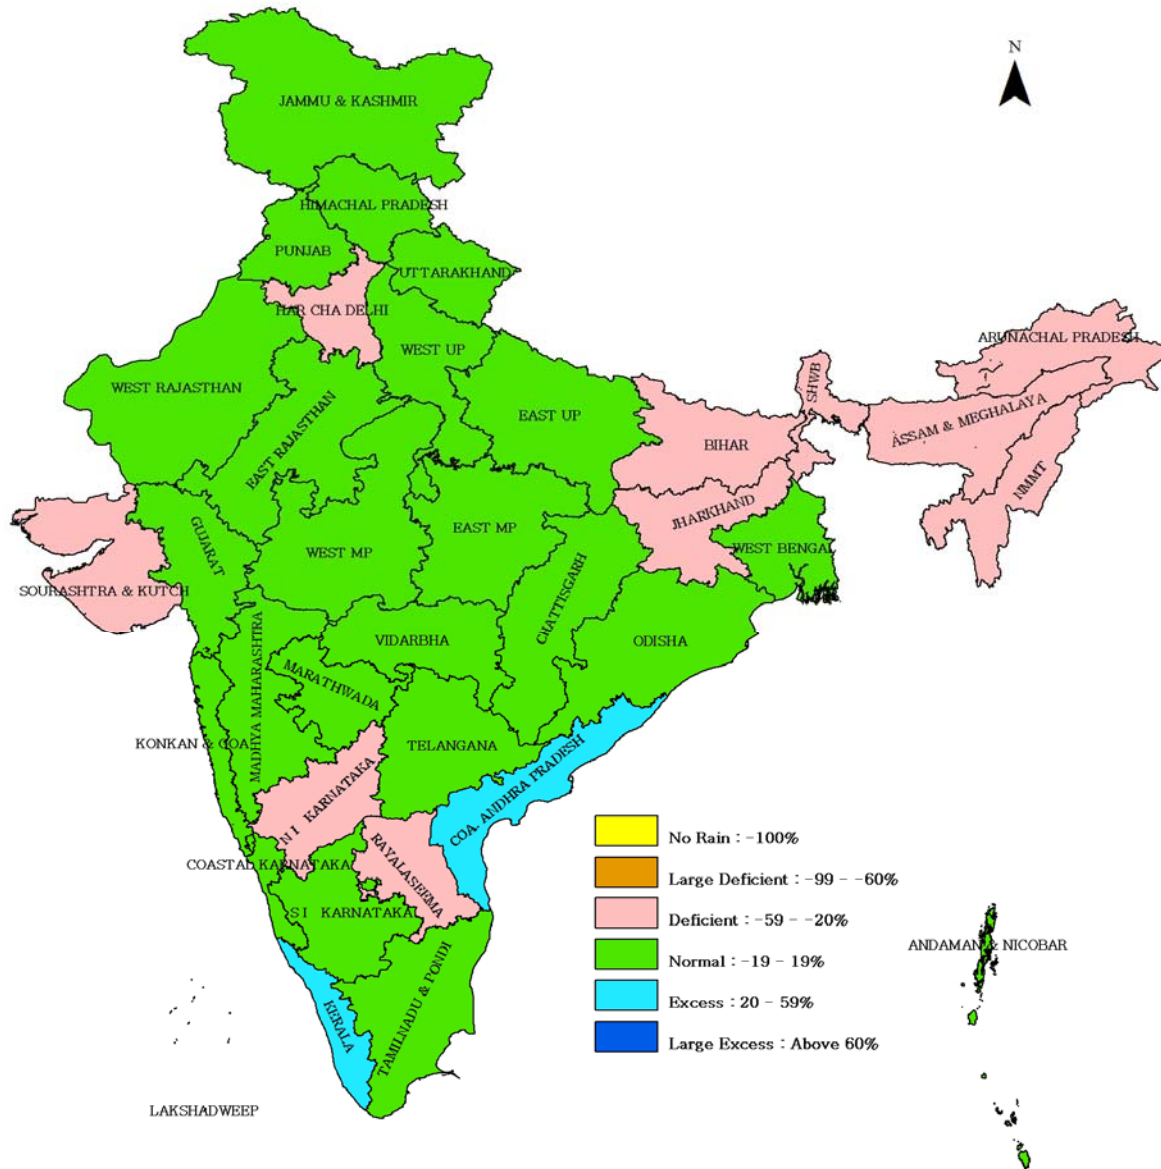 N
JAMMU & KASHMIR
HIMACHAL PRADESH
PUNJAB
UTTARAKHAND
HAR CHA DELHI
ARUNACHAL PRADESH
WEST UP
SHWB
WEST RAJASTHAN
EAST RAJASTHAN
EAST UP
ASSAM & MEGHALAYA
BIHAR
NMMT
JHARKHAND
GUJARAT
EAST MP
WEST MP
WEST BENGAL
SOURASHTRA & KUTCH
CHATTISGARH
VIDARBHA
ODISHA
MADHYA MAHARASHTRA
MARATHWADA
KONKAN & GOA
TELANGANA
COA. ANDHRA PRADESH
N I KARNATAKA
RAYALASEEMA
COASTAL KARNATAKA
S I KARNATAKA
ANDAMAN & NICOBAR
TAMILNADU & PONDI
KERALA
LAKSHADWEEP
No Rain : -100%
Large Deficient : -99 - -60%
Deficient : -59 - -20%
Normal : -19 - 19%
Excess : 20 - 59%
Large Excess : Above 60%